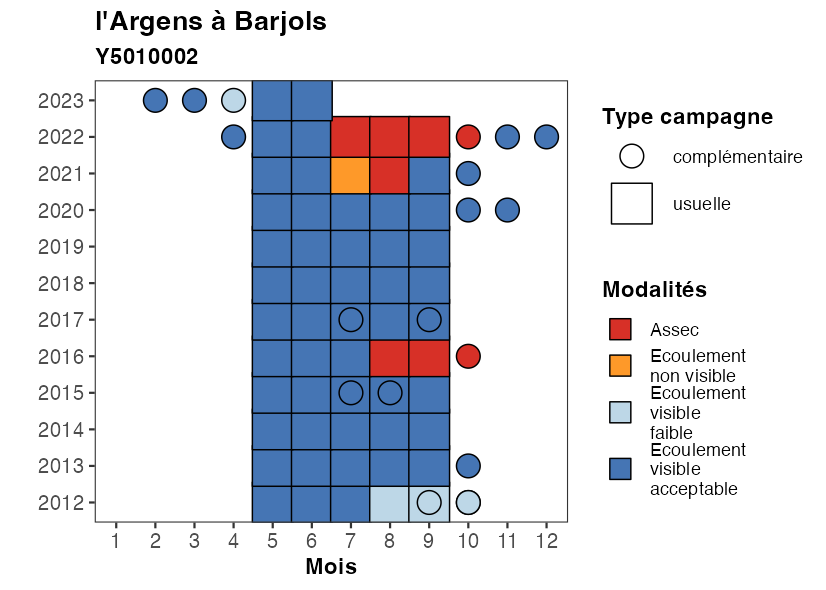 l'Argens à Barjols
Y5010002
2023
2022
2021
2020
2019
2018
2017
2016
2015
2014
2013
2012
1 2 3 4 5 6 7 8 9 10 11 12
Mois
Type campagne
complémentaire
usuelle
Modalités
Assec
Ecoulement
non visible
Ecoulement
visible
faible
Ecoulement
visible
acceptable